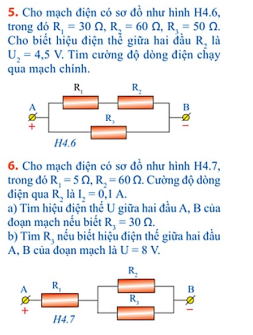 5. Cho mạch điện có sơ đồ như hình H4.6,
trong đó R₁ = 30 Ω, R₂ = 60 Ω, R₃ = 50 Ω.
Cho biết hiệu điện thế giữa hai đầu R₂ là
U₂ = 4,5 V. Tìm cường độ dòng điện chạy
qua mạch chính.
R₁ R₂
A B
R₃
+ −
H4.6
6. Cho mạch điện có sơ đồ như hình H4.7,
trong đó R₁ = 5 Ω, R₂ = 60 Ω. Cường độ dòng
điện qua R₂ là I₂ = 0,1 A.
a) Tìm hiệu điện thế U giữa hai đầu A, B của
đoạn mạch nếu biết R₃ = 30 Ω.
b) Tìm R₃ nếu biết hiệu điện thế giữa hai đầu
A, B của đoạn mạch là U = 8 V.
R₂
A R₁ B
R₃
+ −
H4.7